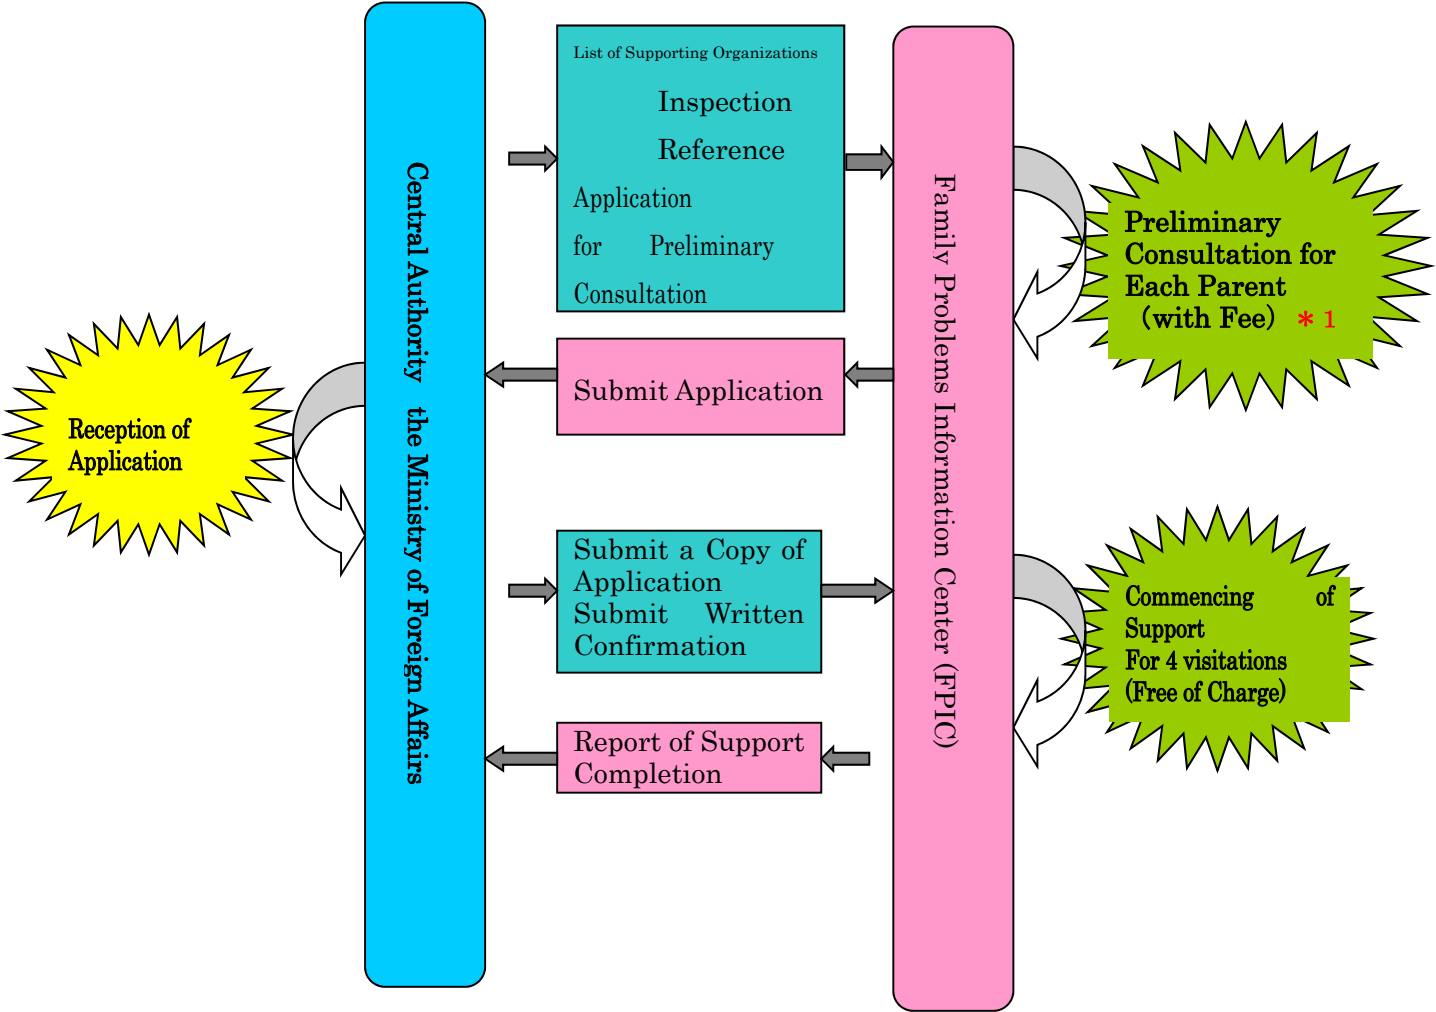 List of Supporting Organizations
Inspection
Reference
Application
for Preliminary
Consultation
Central Authority the Ministry of Foreign Affairs
Family Problems Information Center (FPIC)
Preliminary
Consultation for
Each Parent
(with Fee) ＊1
Submit Application
Reception of
Application
Submit a Copy of
Application
Submit Written
Confirmation
Commencing of
Support
For 4 visitations
(Free of Charge)
Report of Support
Completion